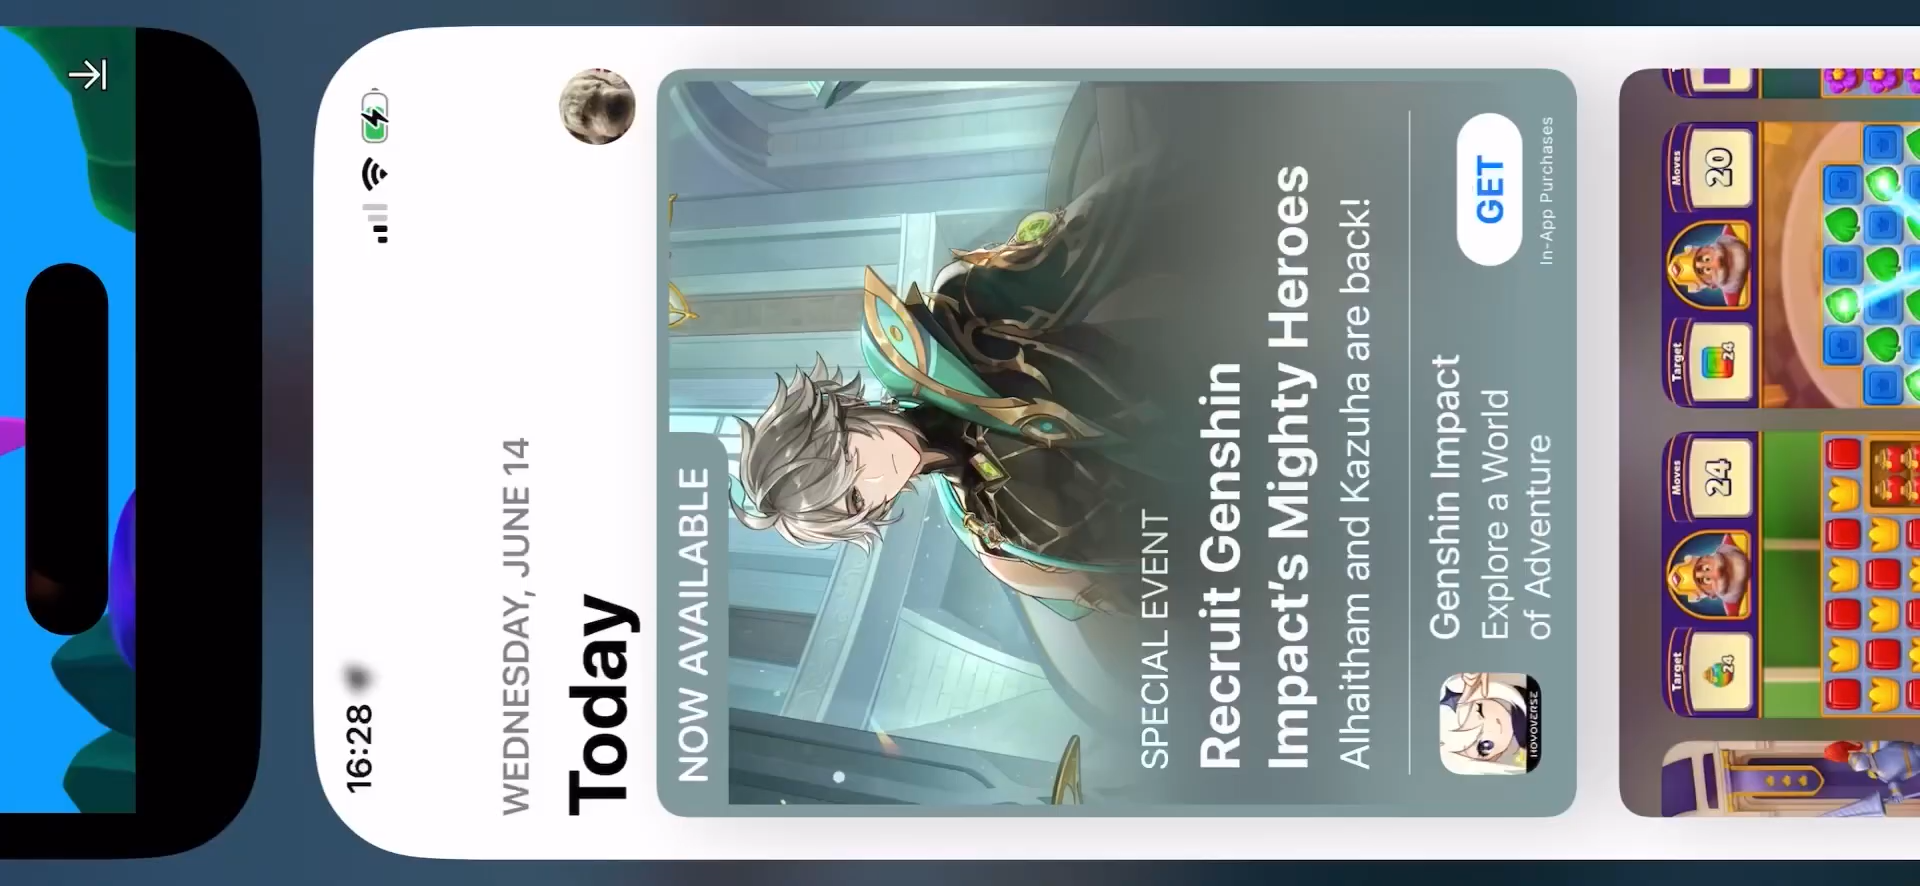 16:28
WEDNESDAY, JUNE 14
Today
NOW AVAILABLE
SPECIAL EVENT
Recruit Genshin
Impact's Mighty Heroes
Alhaitham and Kazuha are back!
Genshin Impact
Explore a World
of Adventure
GET
In-App Purchases
HOYOVERSE
Target
24
Moves
24
Target
24
Moves
20